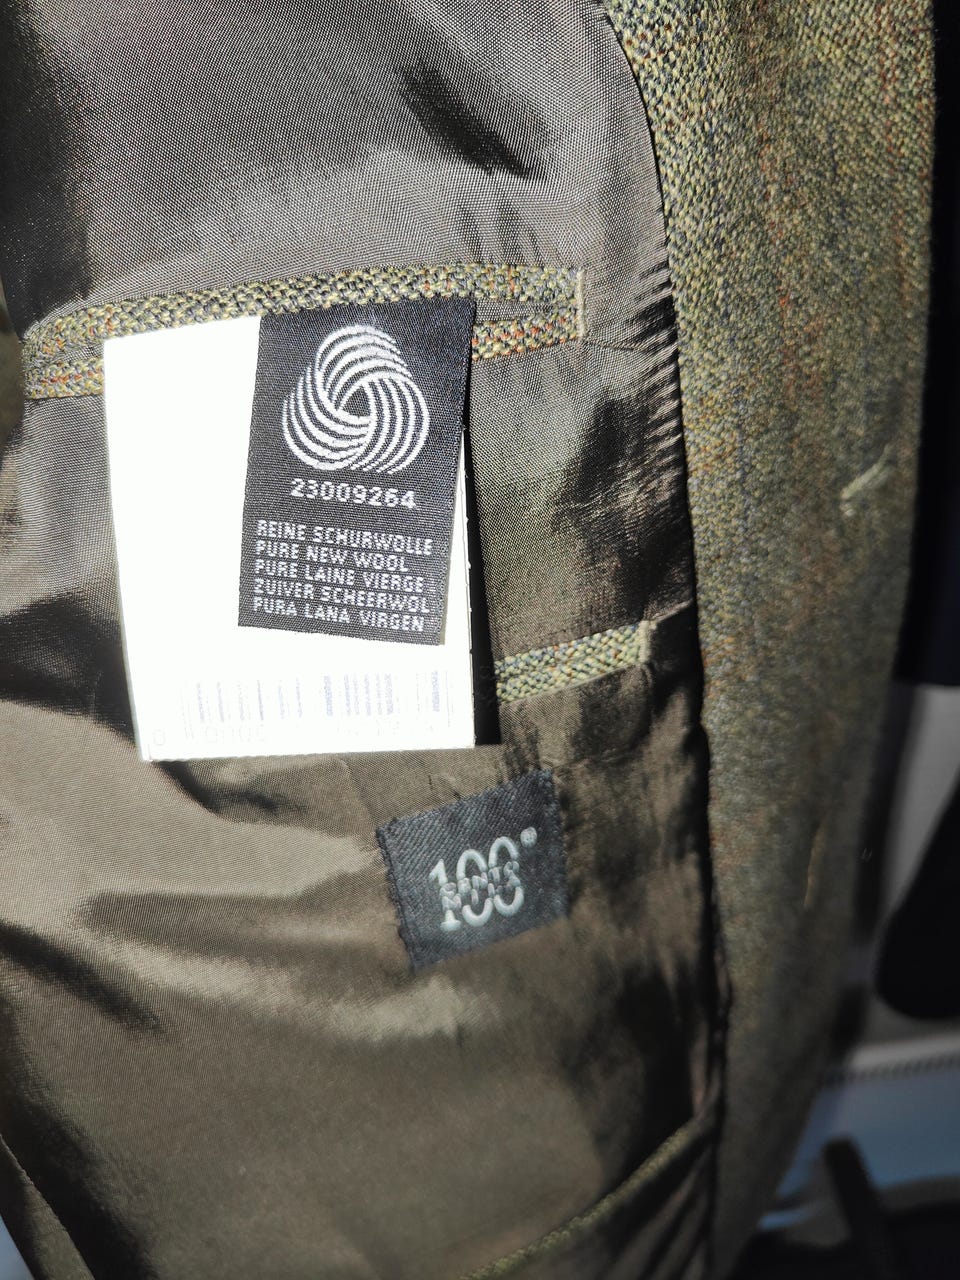 23009264
REINE SCHURWOLLE
PURE NEW WOOL
PURE LAINE VIERGE
ZUIVER SCHEERWOL
PURA LANA VIRGEN
100®